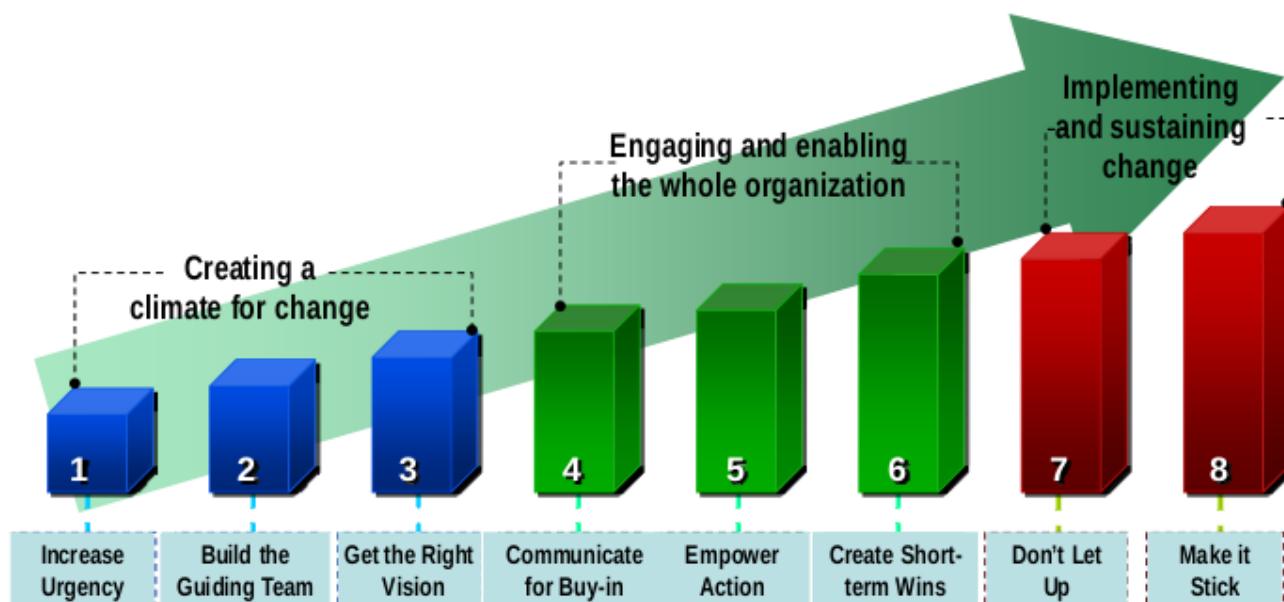 Implementing
and sustaining
change
Engaging and enabling
the whole organization
Creating a
climate for change
1
2
3
4
5
6
7
8
Increase
Urgency
Build the
Guiding Team
Get the Right
Vision
Communicate
for Buy-in
Empower
Action
Create Short-
term Wins
Don't Let
Up
Make it
Stick